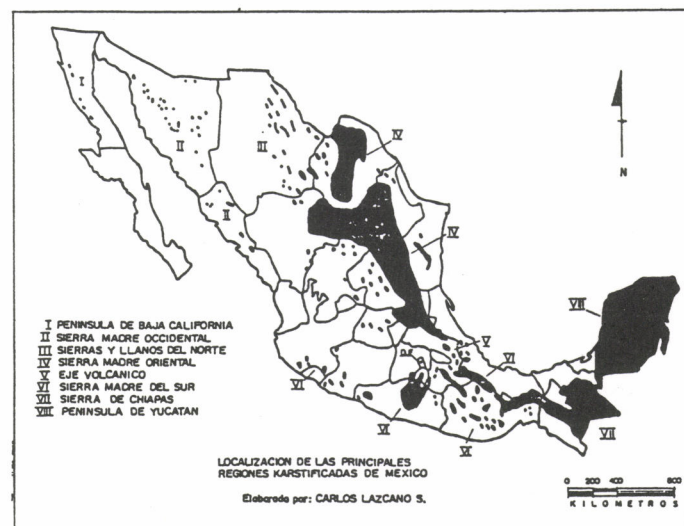 I
II
III
IV
N
II
IV
VIII
I PENINSULA DE BAJA CALIFORNIA
II SIERRA MADRE OCCIDENTAL
III SIERRAS Y LLANOS DEL NORTE
IV SIERRA MADRE ORIENTAL
V EJE VOLCANICO
VI SIERRA MADRE DEL SUR
VII SIERRA DE CHIAPAS
VIII PENINSULA DE YUCATAN
V
VI
D.F.
VI
VI
VI
VII
LOCALIZACION DE LAS PRINCIPALES
REGIONES KARSTIFICADAS DE MEXICO
Elaborada por: CARLOS LAZCANO S.
0 200 400 600 800
KILOMETROS